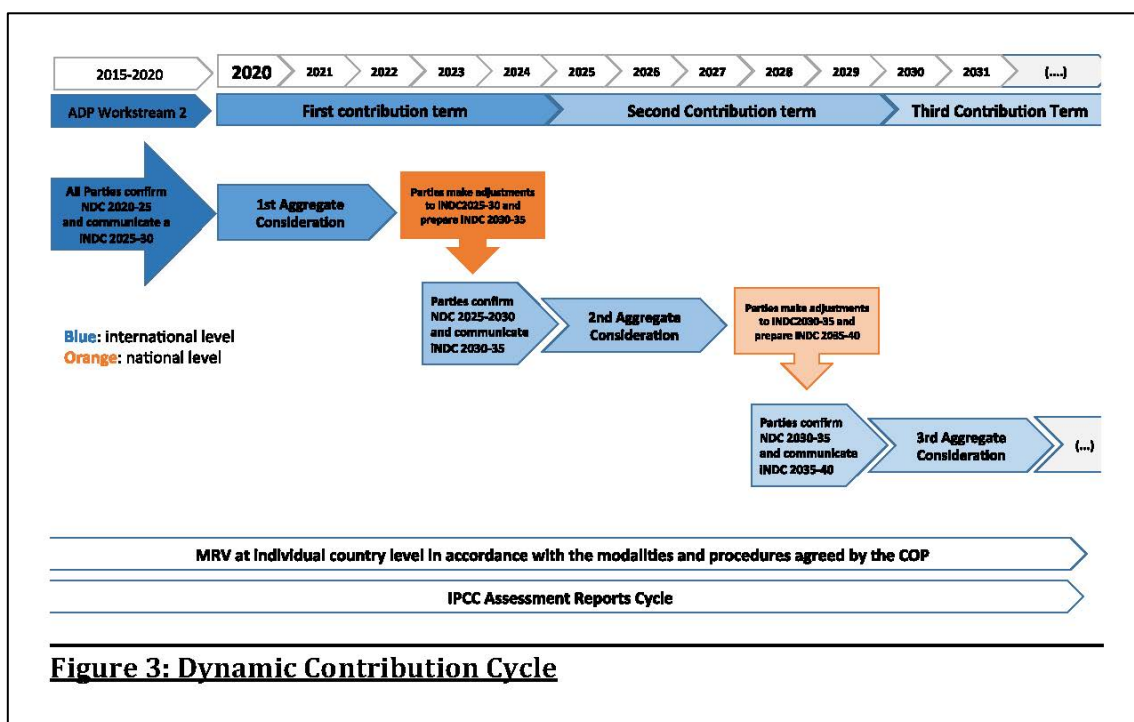 2015-2020
2020
2021
2022
2023
2024
2025
2026
2027
2028
2029
2030
2031
(....)
ADP Workstream 2
First contribution term
Second Contribution term
Third Contribution Term
All Parties confirm
NDC 2020-25
and communicate a
iNDC 2025-30
1st Aggregate
Consideration
Parties make adjustments
to iNDC2025-30 and
prepare iNDC 2030-35
Parties confirm
NDC 2025-2030
and communicate
iNDC 2030-35
2nd Aggregate
Consideration
Parties make adjustments
to iNDC2030-35 and
prepare iNDC 2035-40
Blue: international level
Orange: national level
Parties confirm
NDC 2030-35
and communicate
iNDC 2035-40
3rd Aggregate
Consideration
(...)
MRV at individual country level in accordance with the modalities and procedures agreed by the COP
IPCC Assessment Reports Cycle
Figure 3: Dynamic Contribution Cycle